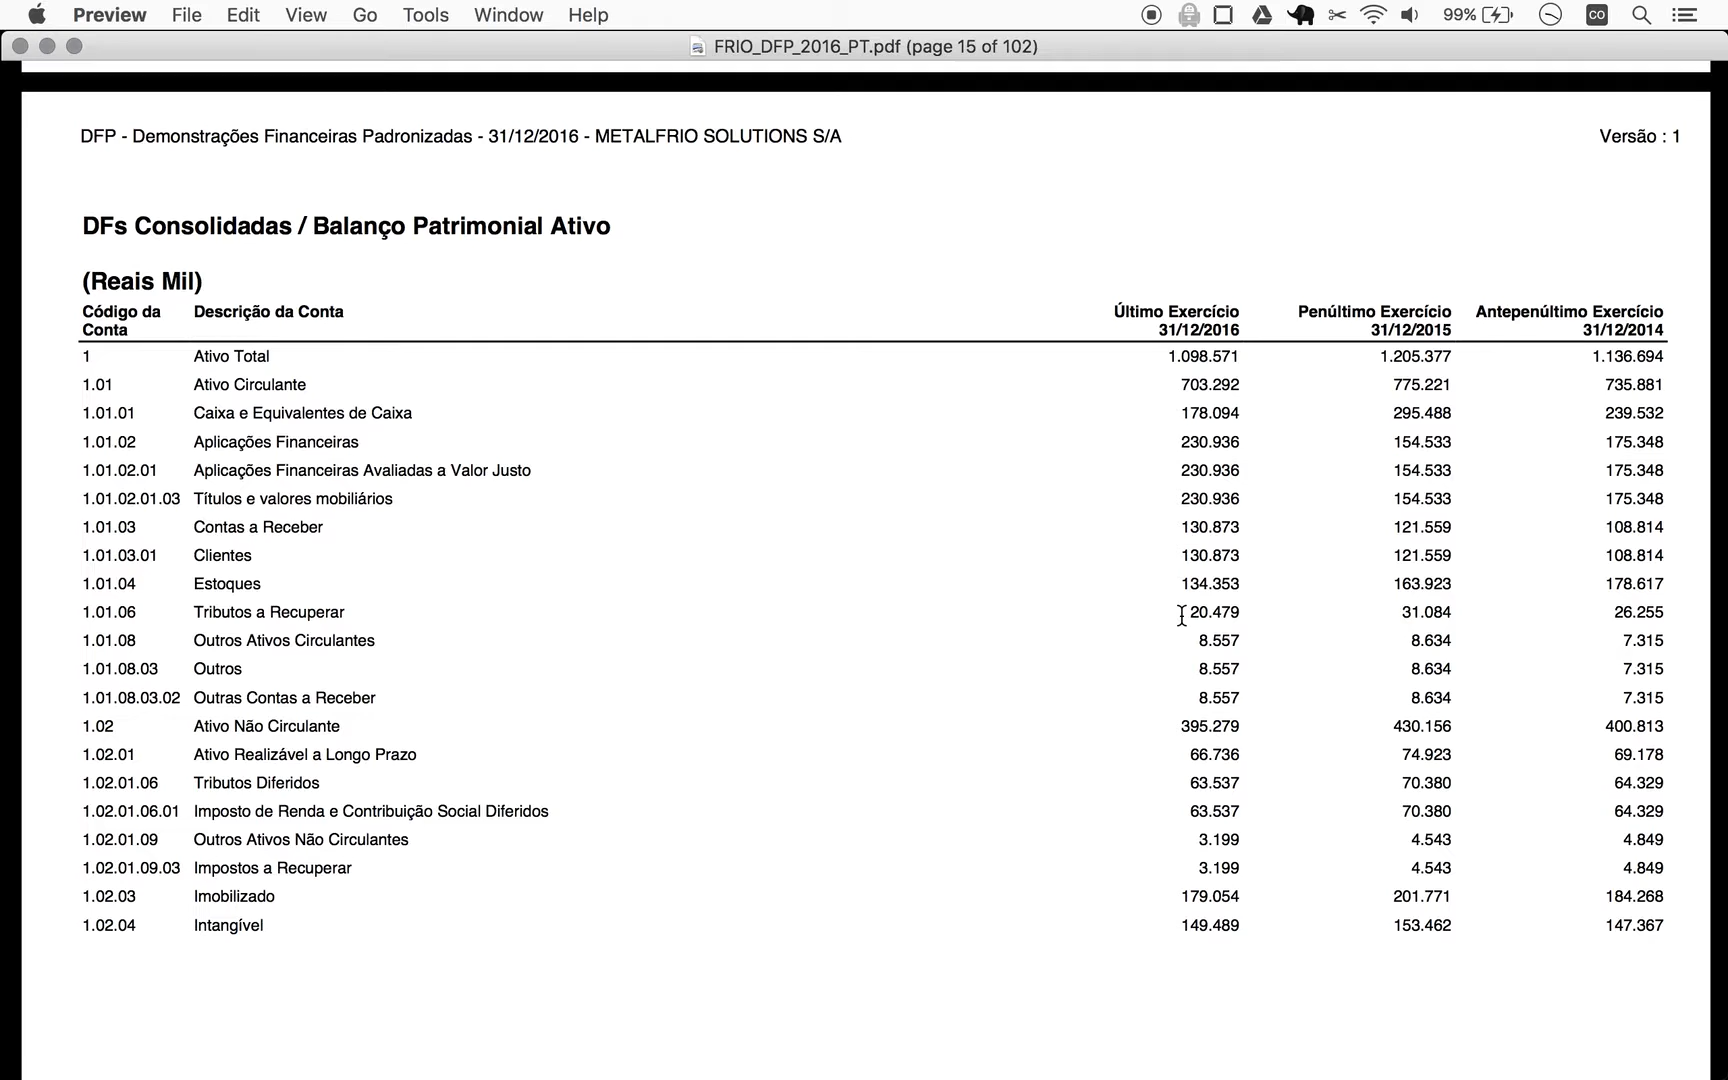 Preview File Edit View Go Tools Window Help 99% CO
FRIO_DFP_2016_PT.pdf (page 15 of 102)
DFP - Demonstrações Financeiras Padronizadas - 31/12/2016 - METALFRIO SOLUTIONS S/A Versão : 1
DFs Consolidadas / Balanço Patrimonial Ativo
(Reais Mil)
Código da Descrição da Conta Último Exercício Penúltimo Exercício Antepenúltimo Exercício
Conta 31/12/2016 31/12/2015 31/12/2014
1 Ativo Total 1.098.571 1.205.377 1.136.694
1.01 Ativo Circulante 703.292 775.221 735.881
1.01.01 Caixa e Equivalentes de Caixa 178.094 295.488 239.532
1.01.02 Aplicações Financeiras 230.936 154.533 175.348
1.01.02.01 Aplicações Financeiras Avaliadas a Valor Justo 230.936 154.533 175.348
1.01.02.01.03 Títulos e valores mobiliários 230.936 154.533 175.348
1.01.03 Contas a Receber 130.873 121.559 108.814
1.01.03.01 Clientes 130.873 121.559 108.814
1.01.04 Estoques 134.353 163.923 178.617
1.01.06 Tributos a Recuperar 20.479 31.084 26.255
1.01.08 Outros Ativos Circulantes 8.557 8.634 7.315
1.01.08.03 Outros 8.557 8.634 7.315
1.01.08.03.02 Outras Contas a Receber 8.557 8.634 7.315
1.02 Ativo Não Circulante 395.279 430.156 400.813
1.02.01 Ativo Realizável a Longo Prazo 66.736 74.923 69.178
1.02.01.06 Tributos Diferidos 63.537 70.380 64.329
1.02.01.06.01 Imposto de Renda e Contribuição Social Diferidos 63.537 70.380 64.329
1.02.01.09 Outros Ativos Não Circulantes 3.199 4.543 4.849
1.02.01.09.03 Impostos a Recuperar 3.199 4.543 4.849
1.02.03 Imobilizado 179.054 201.771 184.268
1.02.04 Intangível 149.489 153.462 147.367